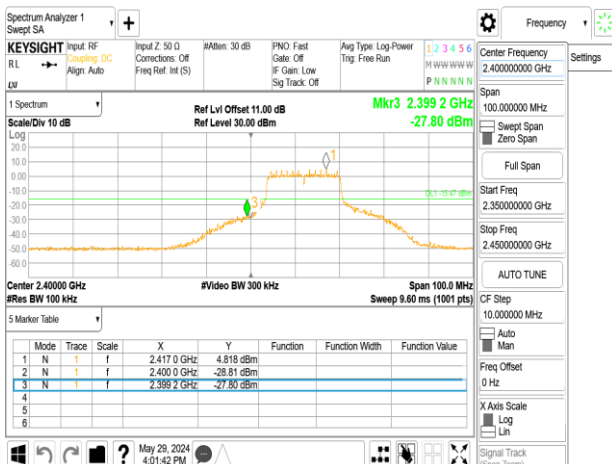 Spectrum Analyzer 1
Swept SA
+
Frequency
KEYSIGHT Input: RF Input Z: 50 Ω #Atten: 30 dB PNO: Fast Avg Type: Log-Power 1 2 3 4 5 6
RL Coupling: DC Corrections: Off Gate: Off Trig: Free Run M W W W W W
Align: Auto Freq Ref: Int (S) IF Gain: Low
Sig Track: Off P N N N N N
LXI
Settings
Center Frequency
2.400000000 GHz
Span
100.000000 MHz
Swept Span
Zero Span
Full Span
Start Freq
2.350000000 GHz
Stop Freq
2.450000000 GHz
AUTO TUNE
CF Step
10.000000 MHz
Auto
Man
Freq Offset
0 Hz
X Axis Scale
Log
Lin
Signal Track
(Span Zoom)
1 Spectrum
Scale/Div 10 dB
Ref Lvl Offset 11.00 dB
Ref Level 30.00 dBm
Mkr3 2.399 2 GHz
-27.80 dBm
Log
20.0
10.0
0.00
-10.0
-20.0
-30.0
-40.0
-50.0
-60.0
1
3
DL1 -15.47 dBm
Center 2.40000 GHz #Video BW 300 kHz Span 100.0 MHz
#Res BW 100 kHz Sweep 9.60 ms (1001 pts)
5 Marker Table
Mode Trace Scale X Y Function Function Width Function Value
1 N 1 f 2.417 0 GHz 4.818 dBm
2 N 1 f 2.400 0 GHz -28.81 dBm
3 N 1 f 2.399 2 GHz -27.80 dBm
4
5
6
?
May 29, 2024
4:01:42 PM